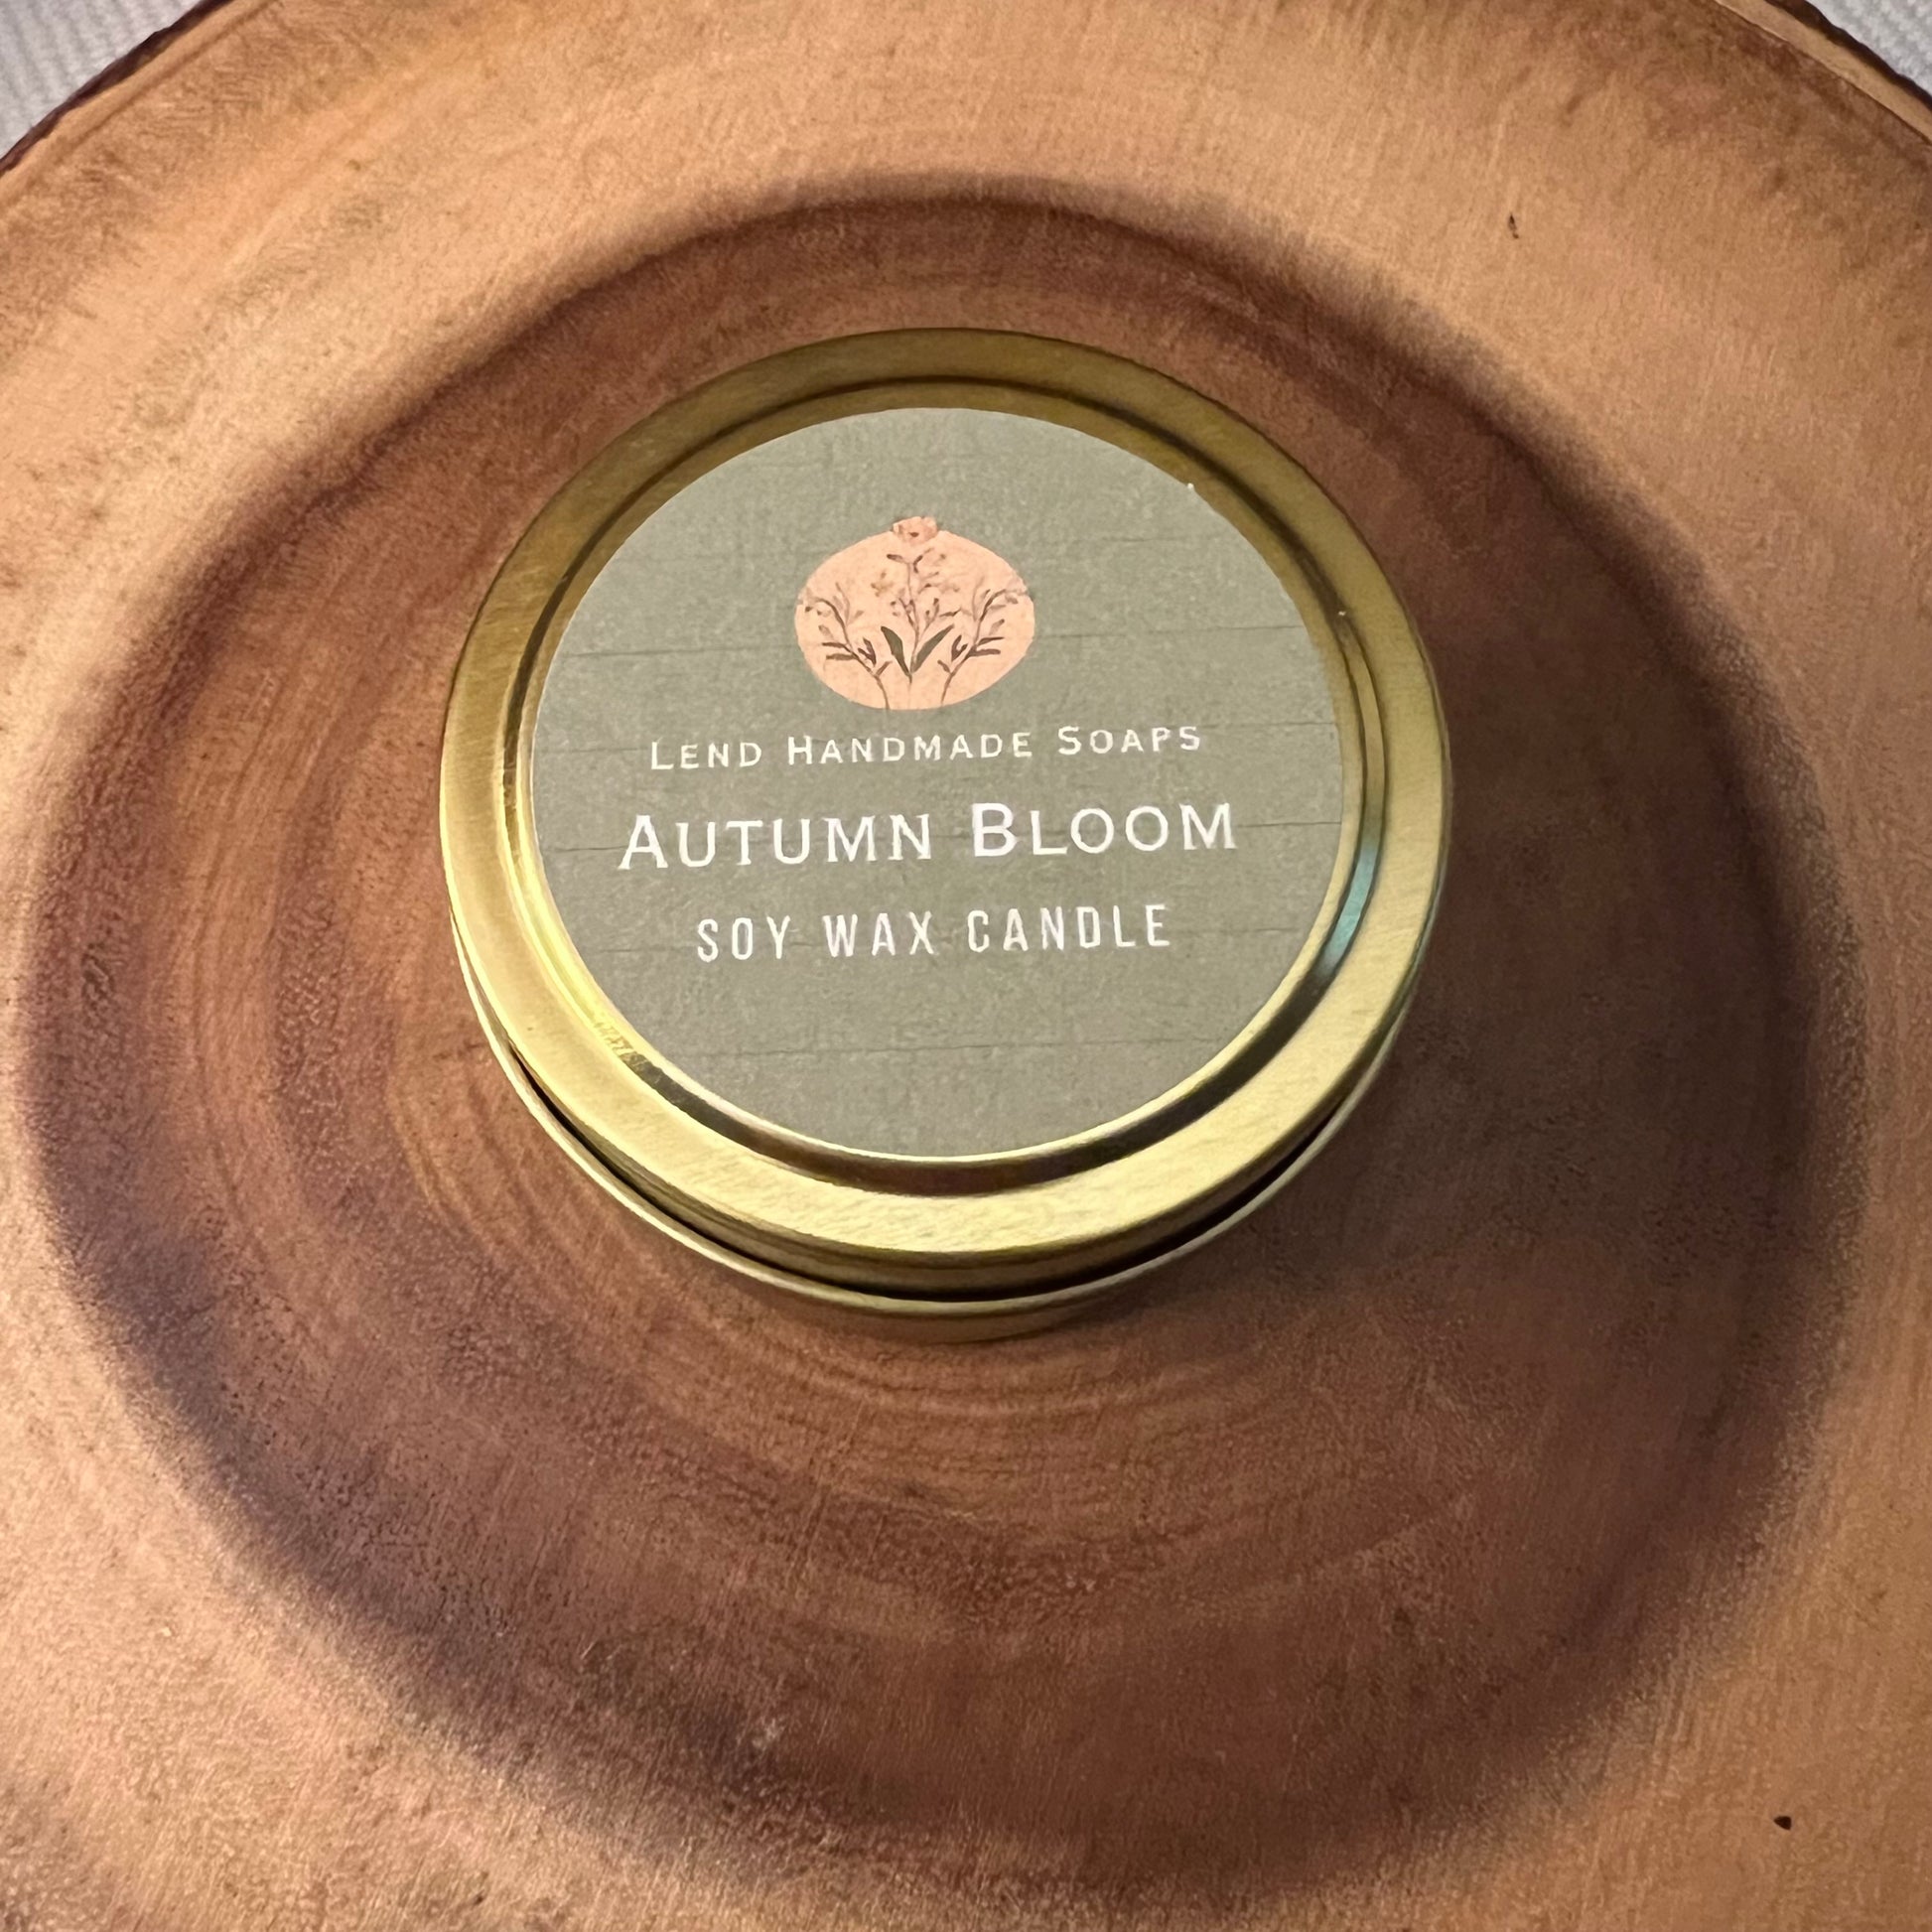 Lend Handmade Soaps
Autumn Bloom
SOY WAX CANDLE